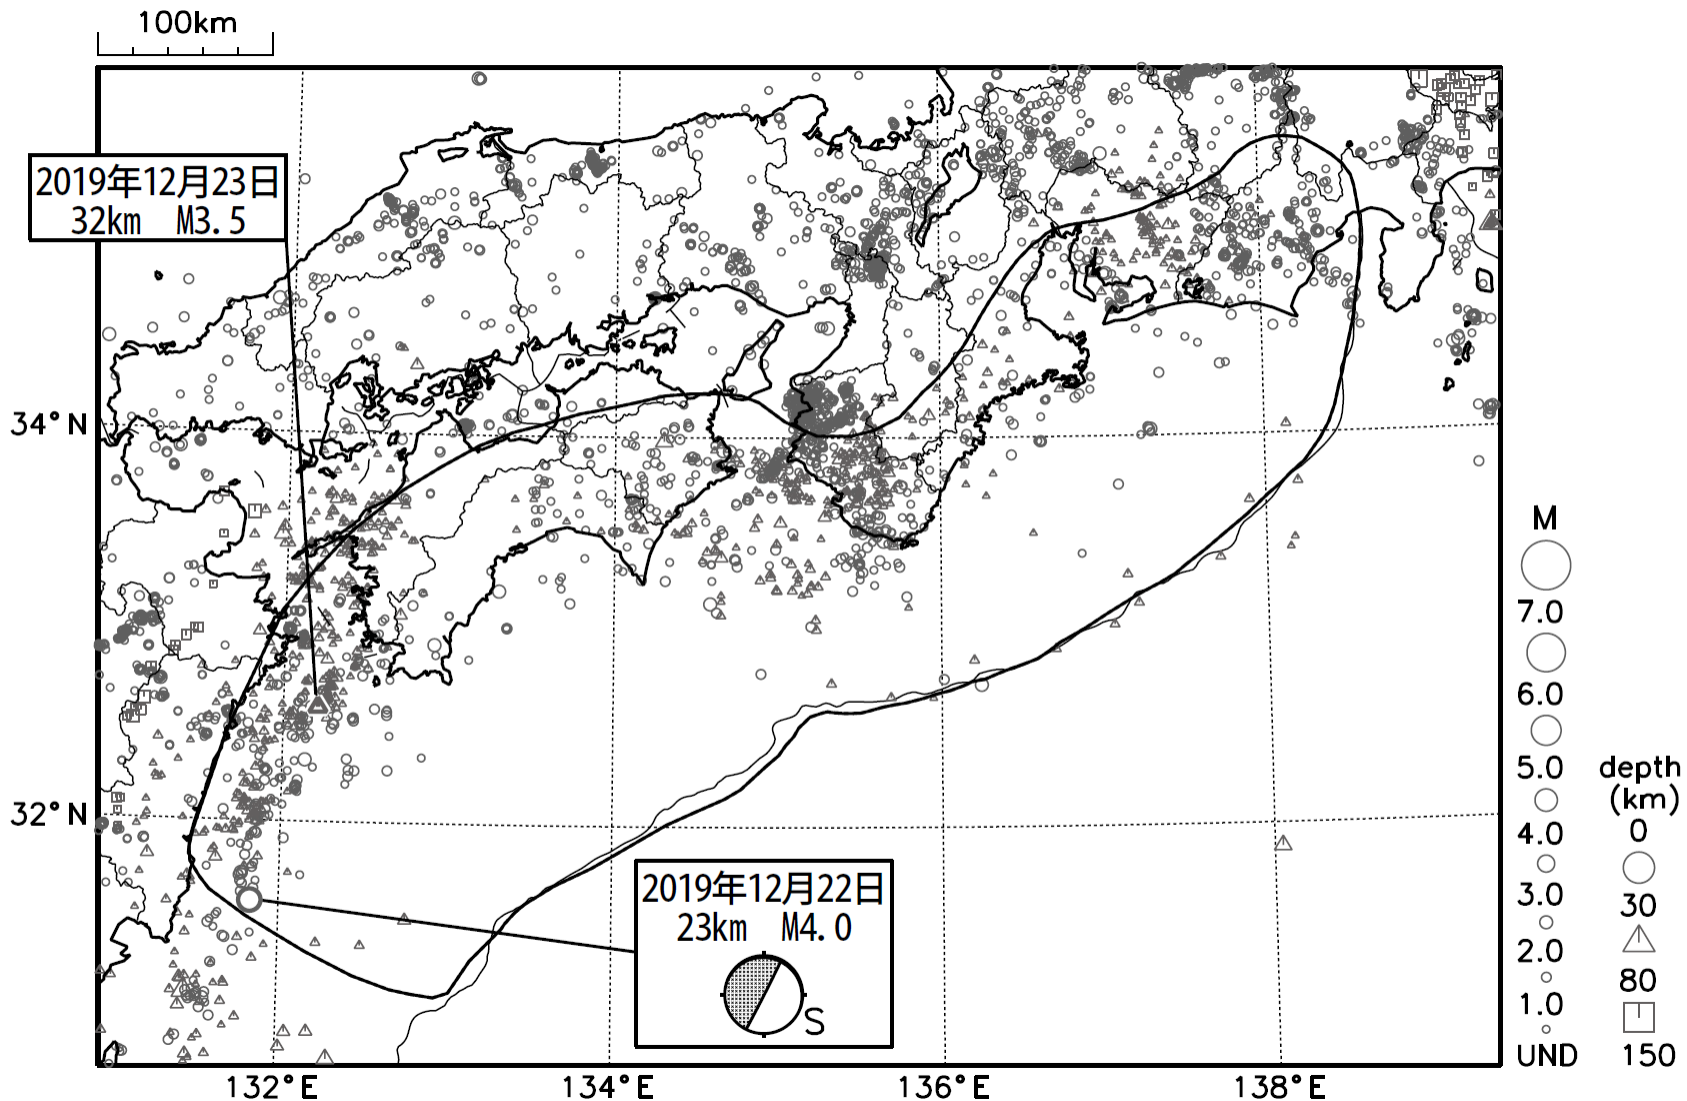 100km
2019年12月23日
32km M3.5
34°N
32°N
2019年12月22日
23km M4.0
S
132°E
134°E
136°E
138°E
M
7.0
6.0
5.0
4.0
3.0
2.0
1.0
UND
depth
(km)
0
30
80
150